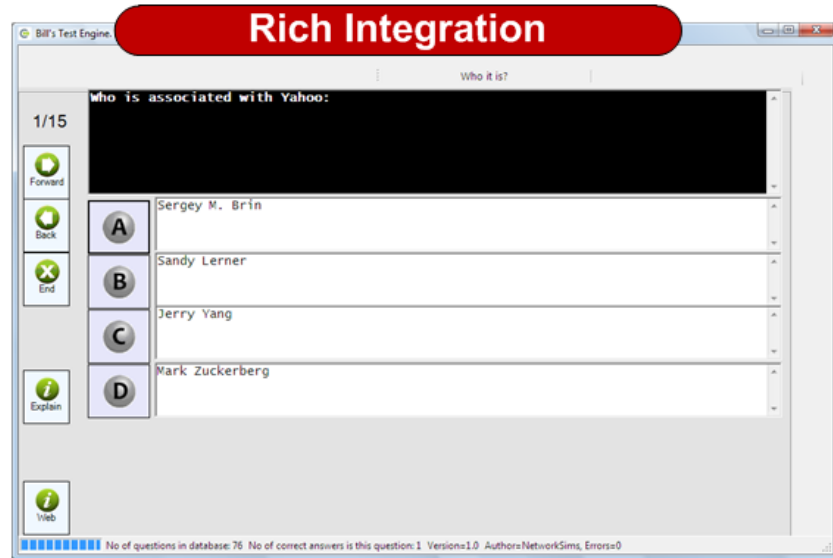 Rich Integration
Bill's Test Engine.
Who it is?
Who is associated with Yahoo:
1/15
Forward
Back
End
Explain
Web
A
Sergey M. Brin
B
Sandy Lerner
C
Jerry Yang
D
Mark Zuckerberg
No of questions in database: 76 No of correct answers is this question: 1 Version=1.0 Author=NetworkSims, Errors=0